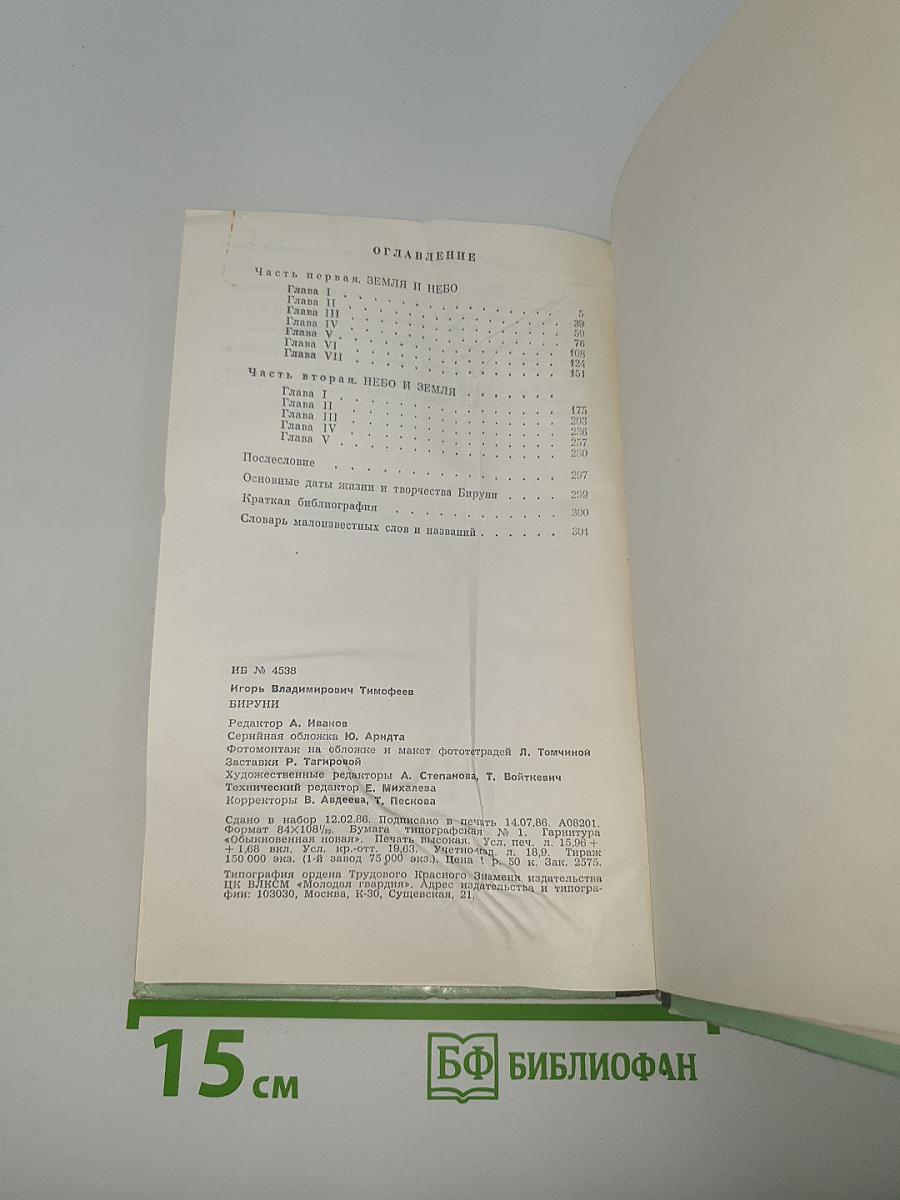 ОГЛАВЛЕНИЕ
Часть первая. ЗЕМЛЯ И НЕБО
Глава I . . . . . . . . . . . . . . 5
Глава II . . . . . . . . . . . . . . 39
Глава III . . . . . . . . . . . . . . 59
Глава IV . . . . . . . . . . . . . . 76
Глава V . . . . . . . . . . . . . . 108
Глава VI . . . . . . . . . . . . . . 124
Глава VII . . . . . . . . . . . . . . 151
Часть вторая. НЕБО И ЗЕМЛЯ . . . . . .
Глава I . . . . . . . . . . . . . . 175
Глава II . . . . . . . . . . . . . . 203
Глава III . . . . . . . . . . . . . . 236
Глава IV . . . . . . . . . . . . . . 257
Глава V . . . . . . . . . . . . . . 280
Послесловие . . . . . . . . . . . . . 297
Основные даты жизни и творчества Бируни . . . . 299
Краткая библиография . . . . . . . . . . 300
Словарь малоизвестных слов и названий . . . . . . 301
ИБ № 4538
Игорь Владимирович Тимофеев
БИРУНИ
Редактор А. Иванов
Серийная обложка Ю. Арндта
Фотомонтаж на обложке и макет фототетрадей Л. Томчиной
Заставки Р. Тагировой
Художественные редакторы А. Степанова, Т. Войткевич
Технический редактор Е. Михалева
Корректоры В. Авдеева, Т. Пескова
Сдано в набор 12.02.86. Подписано в печать 14.07.86. А08201.
Формат 84×108¹/₃₂. Бумага типографская № 1. Гарнитура
«Обыкновенная новая». Печать высокая. Усл. печ. л. 15,96 +
+ 1,68 вкл. Усл. кр.-отт. 19,63. Учетно-изд. л. 18,9. Тираж
150 000 экз. (1-й завод 75 000 экз.). Цена 1 р. 50 к. Зак. 2575.
Типография ордена Трудового Красного Знамени издательства
ЦК ВЛКСМ «Молодая гвардия». Адрес издательства и типогра-
фии: 103030, Москва, К-30, Сущевская, 21.
15 см
БФ БИБЛИОФАН